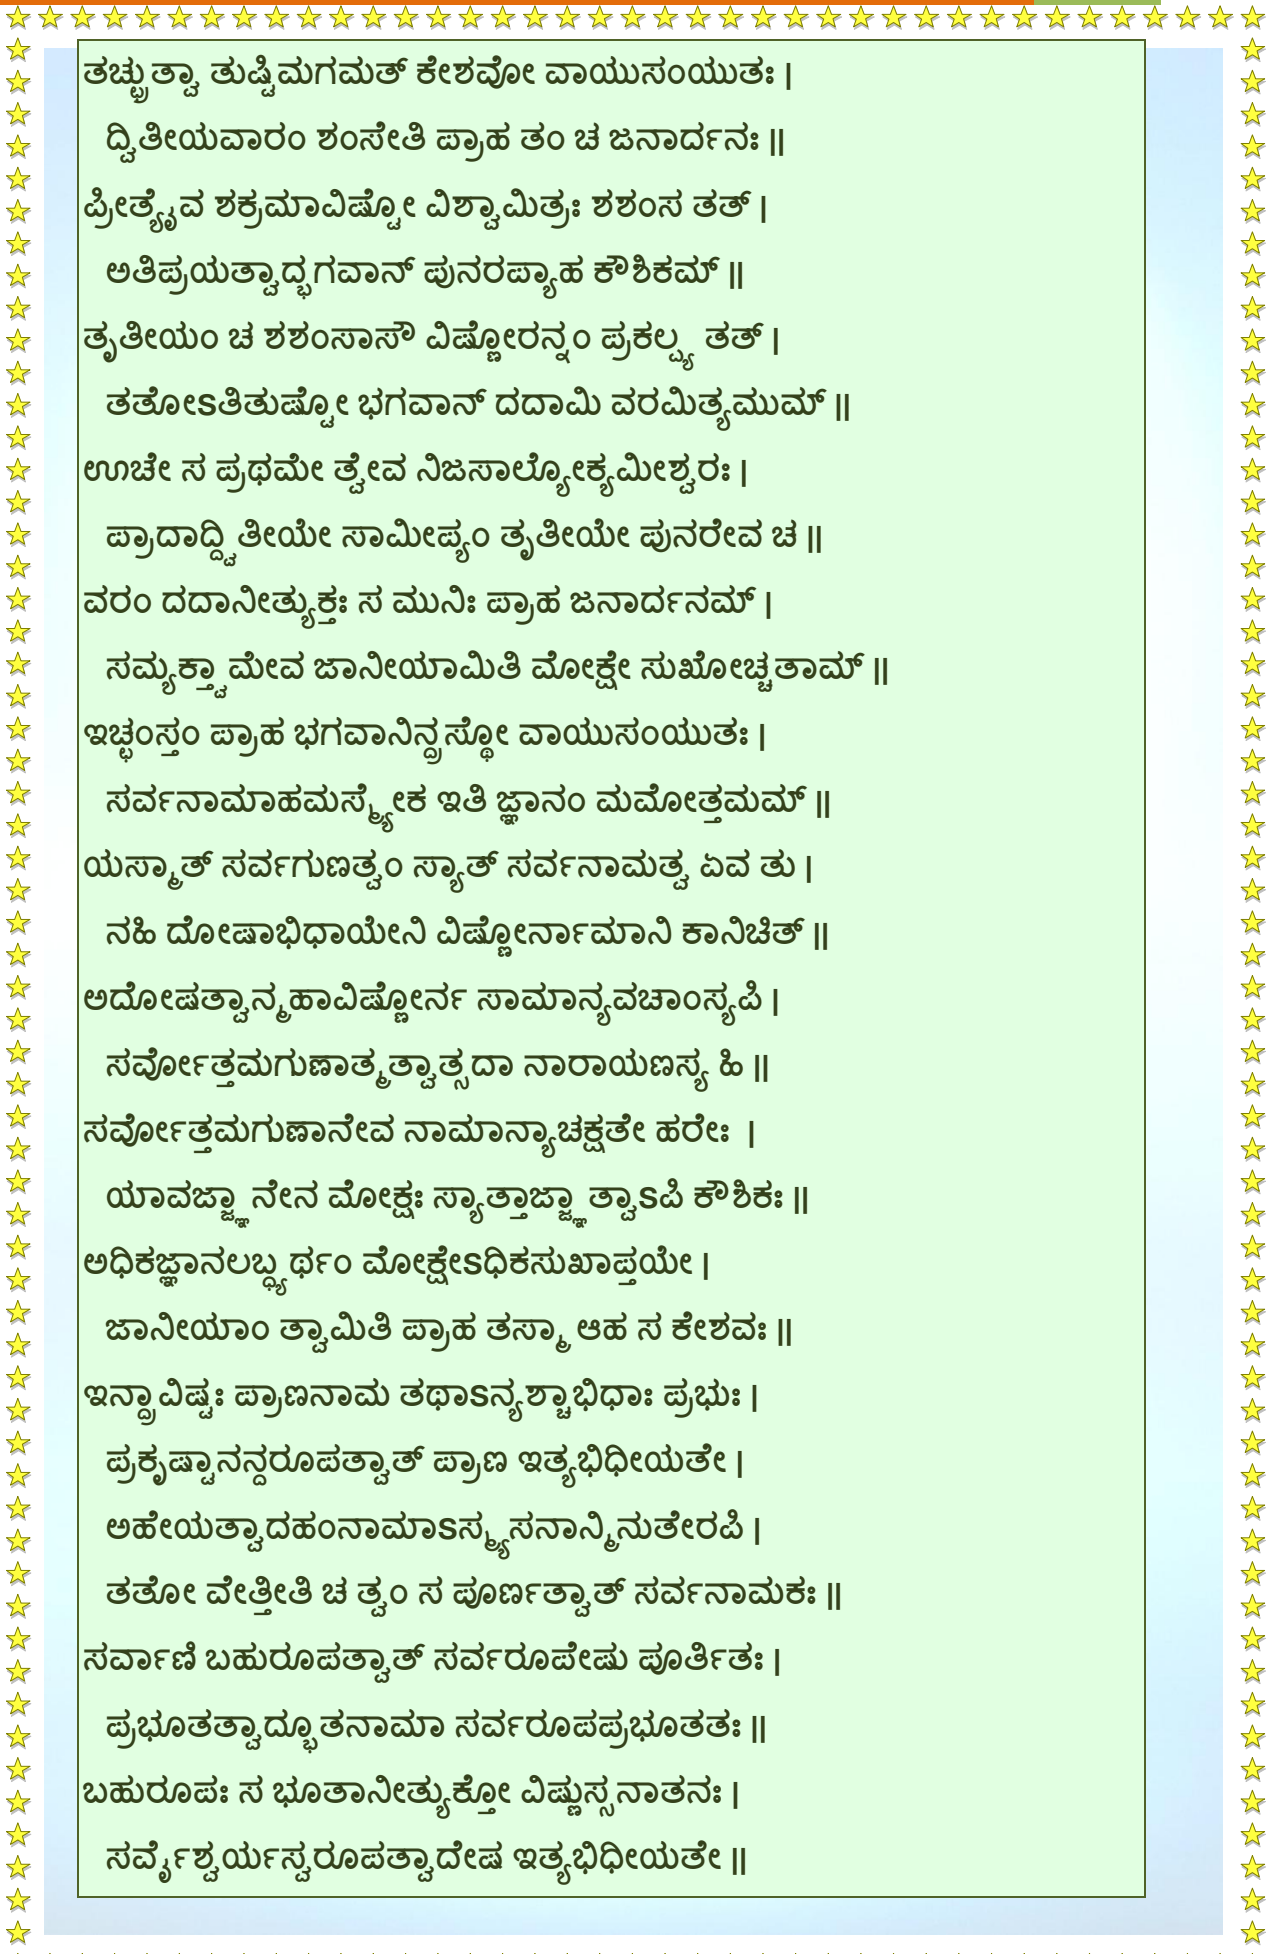 ತಚ್ಛ್ರುತ್ವಾ ತುಷ್ಟಿಮಗಮತ್ ಕೇಶವೋ ವಾಯುಸಂಯುತಃ |
ದ್ವಿತೀಯವಾರಂ ಶಂಸೇತಿ ಪ್ರಾಹ ತಂ ಚ ಜನಾರ್ದನಃ ||
ಪ್ರೀತ್ಯೈವ ಶಕ್ರಮಾವಿಷ್ಟೋ ವಿಶ್ವಾಮಿತ್ರಃ ಶಶಂಸ ತತ್ |
ಅತಿಪ್ರಯತ್ವಾದ್ಭಗವಾನ್ ಪುನರಪ್ಯಾಹ ಕೌಶಿಕಮ್ ||
ತೃತೀಯಂ ಚ ಶಶಂಸಾಸೌ ವಿಷ್ಣೋರನ್ನಂ ಪ್ರಕಲ್ಪ್ಯ ತತ್ |
ತತೋsತಿತುಷ್ಟೋ ಭಗವಾನ್ ದದಾಮಿ ವರಮಿತ್ಯಮುಮ್ ||
ಊಚೇ ಸ ಪ್ರಥಮೇ ತ್ವೇವ ನಿಜಸಾಲ್ಯೋಕ್ಯಮೀಶ್ವರಃ |
ಪ್ರಾದಾದ್ದ್ವಿತೀಯೇ ಸಾಮೀಪ್ಯಂ ತೃತೀಯೇ ಪುನರೇವ ಚ ||
ವರಂ ದದಾನೀತ್ಯುಕ್ತಃ ಸ ಮುನಿಃ ಪ್ರಾಹ ಜನಾರ್ದನಮ್ |
ಸಮ್ಯಕ್ತ್ವಾಮೇವ ಜಾನೀಯಾಮಿತಿ ಮೋಕ್ಷೇ ಸುಖೋಚ್ಚತಾಮ್ ||
ಇಚ್ಛಂಸ್ತಂ ಪ್ರಾಹ ಭಗವಾನಿನ್ದ್ರಸ್ಥೋ ವಾಯುಸಂಯುತಃ |
ಸರ್ವನಾಮಾಹಮಸ್ಮ್ಯೇಕ ಇತಿ ಜ್ಞಾನಂ ಮಮೋತ್ತಮಮ್ ||
ಯಸ್ಮಾತ್ ಸರ್ವಗುಣತ್ವಂ ಸ್ಯಾತ್ ಸರ್ವನಾಮತ್ವ ಏವ ತು |
ನಹಿ ದೋಷಾಭಿಧಾಯೇನಿ ವಿಷ್ಣೋರ್ನಾಮಾನಿ ಕಾನಿಚಿತ್ ||
ಅದೋಷತ್ವಾನ್ಮಹಾವಿಷ್ಣೋರ್ನ ಸಾಮಾನ್ಯವಚಾಂಸ್ಯಪಿ |
ಸರ್ವೋತ್ತಮಗುಣಾತ್ಮತ್ವಾತ್ಸದಾ ನಾರಾಯಣಸ್ಯ ಹಿ ||
ಸರ್ವೋತ್ತಮಗುಣಾನೇವ ನಾಮಾನ್ಯಾಚಕ್ಷತೇ ಹರೇಃ |
ಯಾವಜ್ಜ್ಞಾನೇನ ಮೋಕ್ಷಃ ಸ್ಯಾತ್ತಾಜ್ಜ್ಞಾತ್ವಾsಪಿ ಕೌಶಿಕಃ ||
ಅಧಿಕಜ್ಞಾನಲಬ್ಧ್ಯರ್ಥಂ ಮೋಕ್ಷೇsಧಿಕಸುಖಾಪ್ತಯೇ |
ಜಾನೀಯಾಂ ತ್ವಾಮಿತಿ ಪ್ರಾಹ ತಸ್ಮಾ ಆಹ ಸ ಕೇಶವಃ ||
ಇನ್ದ್ರಾವಿಷ್ಟಃ ಪ್ರಾಣನಾಮ ತಥಾsನ್ಯಶ್ಚಾಭಿಧಾಃ ಪ್ರಭುಃ |
ಪ್ರಕೃಷ್ಟಾನನ್ದರೂಪತ್ವಾತ್ ಪ್ರಾಣ ಇತ್ಯಭಿಧೀಯತೇ |
ಅಹೇಯತ್ವಾದಹಂನಾಮಾsಸ್ಮ್ಯಸನಾನ್ಮಿನುತೇರಪಿ |
ತತೋ ವೇತ್ತೀತಿ ಚ ತ್ವಂ ಸ ಪೂರ್ಣತ್ವಾತ್ ಸರ್ವನಾಮಕಃ ||
ಸರ್ವಾಣಿ ಬಹುರೂಪತ್ವಾತ್ ಸರ್ವರೂಪೇಷು ಪೂರ್ತಿತಃ |
ಪ್ರಭೂತತ್ವಾದ್ಭೂತನಾಮಾ ಸರ್ವರೂಪಪ್ರಭೂತತಃ ||
ಬಹುರೂಪಃ ಸ ಭೂತಾನೀತ್ಯುಕ್ತೋ ವಿಷ್ಣುಸ್ಸನಾತನಃ |
ಸರ್ವೈಶ್ವರ್ಯಸ್ವರೂಪತ್ವಾದೇಷ ಇತ್ಯಭಿಧೀಯತೇ ||